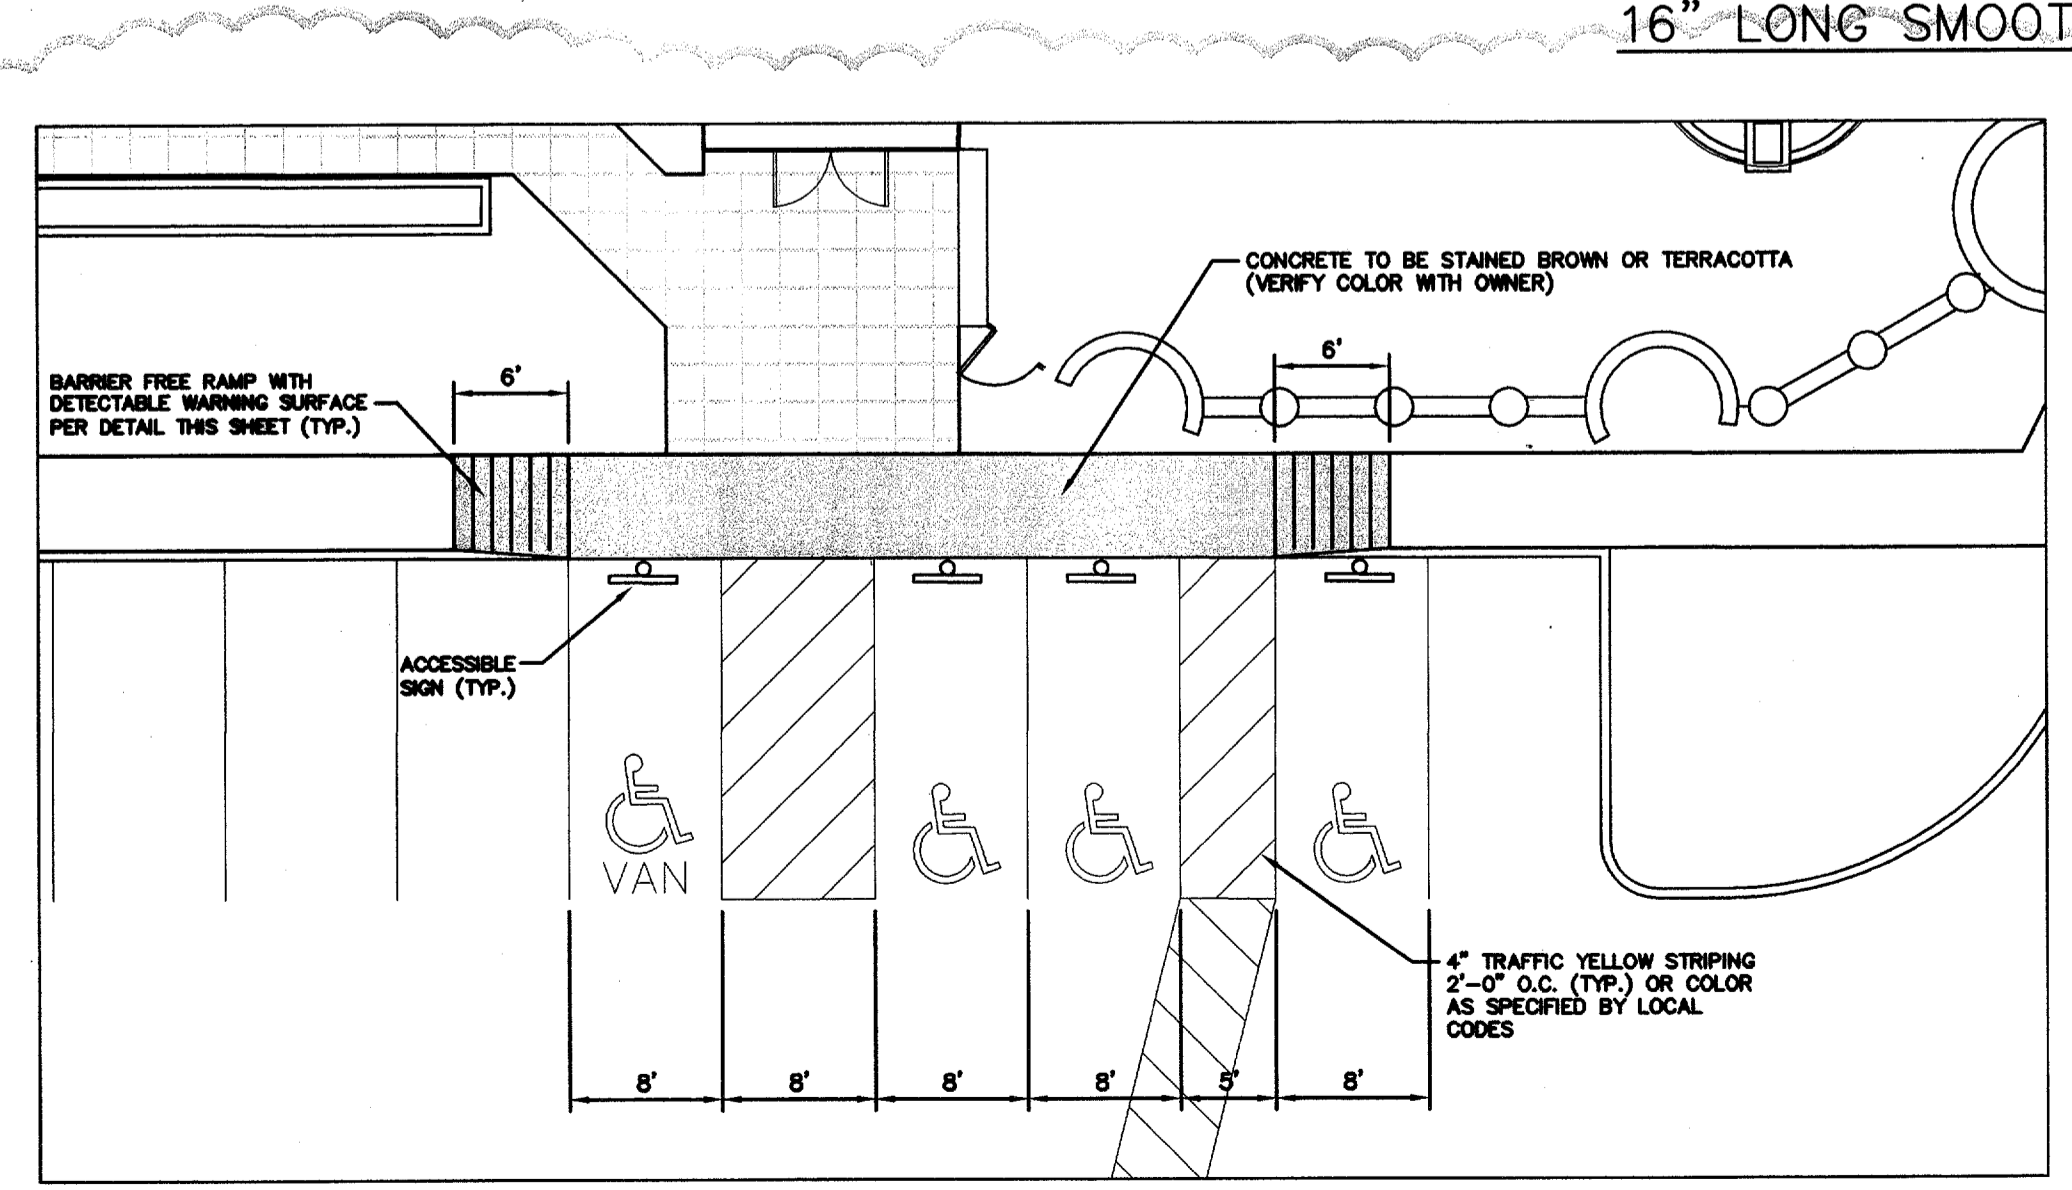 16” LONG SMOOT
CONCRETE TO BE STAINED BROWN OR TERRACOTTA
(VERIFY COLOR WITH OWNER)
6'
6'
BARRIER FREE RAMP WITH
DETECTABLE WARNING SURFACE
PER DETAIL THIS SHEET (TYP.)
ACCESSIBLE
SIGN (TYP.)
VAN
4" TRAFFIC YELLOW STRIPING
2'-0" O.C. (TYP.) OR COLOR
AS SPECIFIED BY LOCAL
CODES
8' 8' 8' 8' 5' 8'